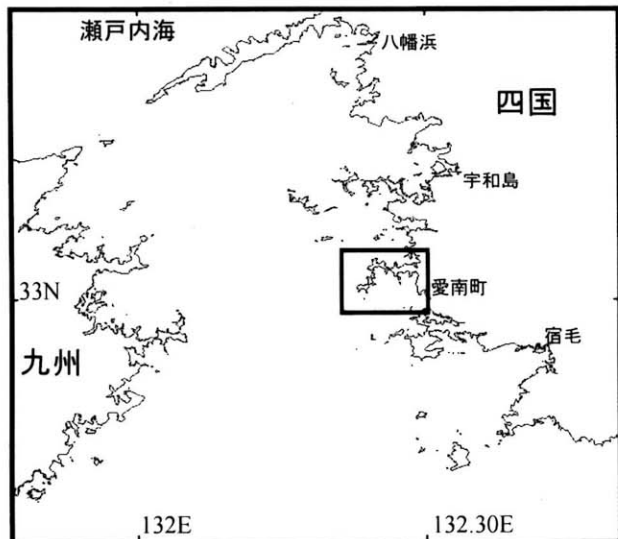 瀬戸内海
八幡浜
四国
宇和島
33N
愛南町
宿毛
九州
132E
132.30E